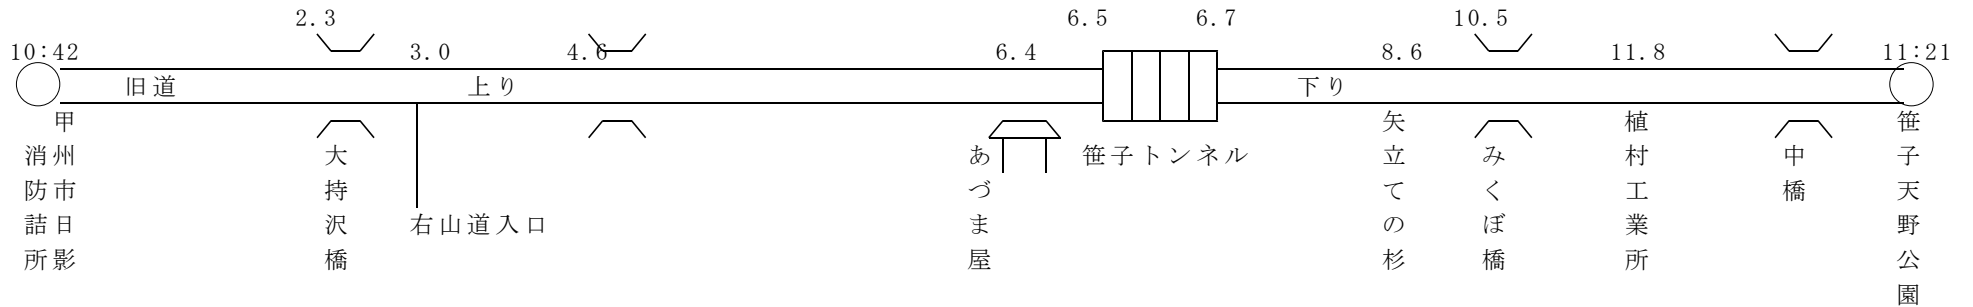 2.3
6.5
6.7
10.5
10:42
3.0
4.6
6.4
8.6
11.8
11:21
旧道
上り
下り
甲州市日影
消防詰所
大持沢橋
右山道入口
あづま屋
笹子トンネル
矢立ての杉
みくぼ橋
植村工業所
中橋
笹子天野公園